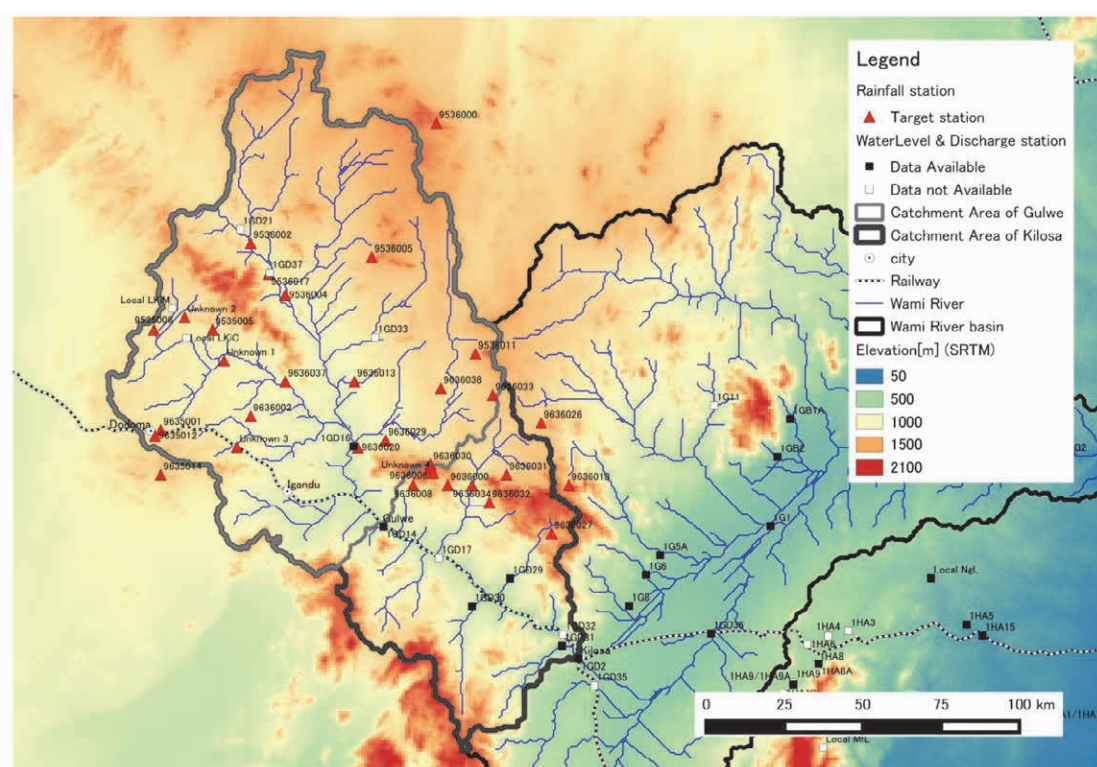 Legend
Rainfall station
Target station
WaterLevel & Discharge station
Data Available
Data not Available
Catchment Area of Gulwe
Catchment Area of Kilosa
city
Railway
Wami River
Wami River basin
Elevation[m] (SRTM)
50
500
1000
1500
2100
9536000
1GD21
9536002
9536005
1GD37
9536017
9536004
Local LKiM
Unknown 2
9535005
Local LKiC
1GD33
Unknown 1
9536011
9636037
9636013
9636038
9636033
1G11
1GB1A
9636002
9636026
9635001
Dodoma
9635012
Unknown 3
1GD16
9636029
9636020
1GB2
9635014
9636030
Unknown 4
9636006
9636000
9636031
9636018
9636008
9636034
9636032
Igandu
Gulwe
1GD14
9636027
1G1
1GD17
1G5A
1GD29
1G6
Local NgL
1GD30
1G8
1GD32
1GD31
Kilosa
1GD2
1GD36
1HA4
1HA3
1HA5
1HA15
1HA6
1HA8
1HA8A
1HA9/1HA9A
1HA9
1GD35
0 25 50 75 100 km
Local MfL